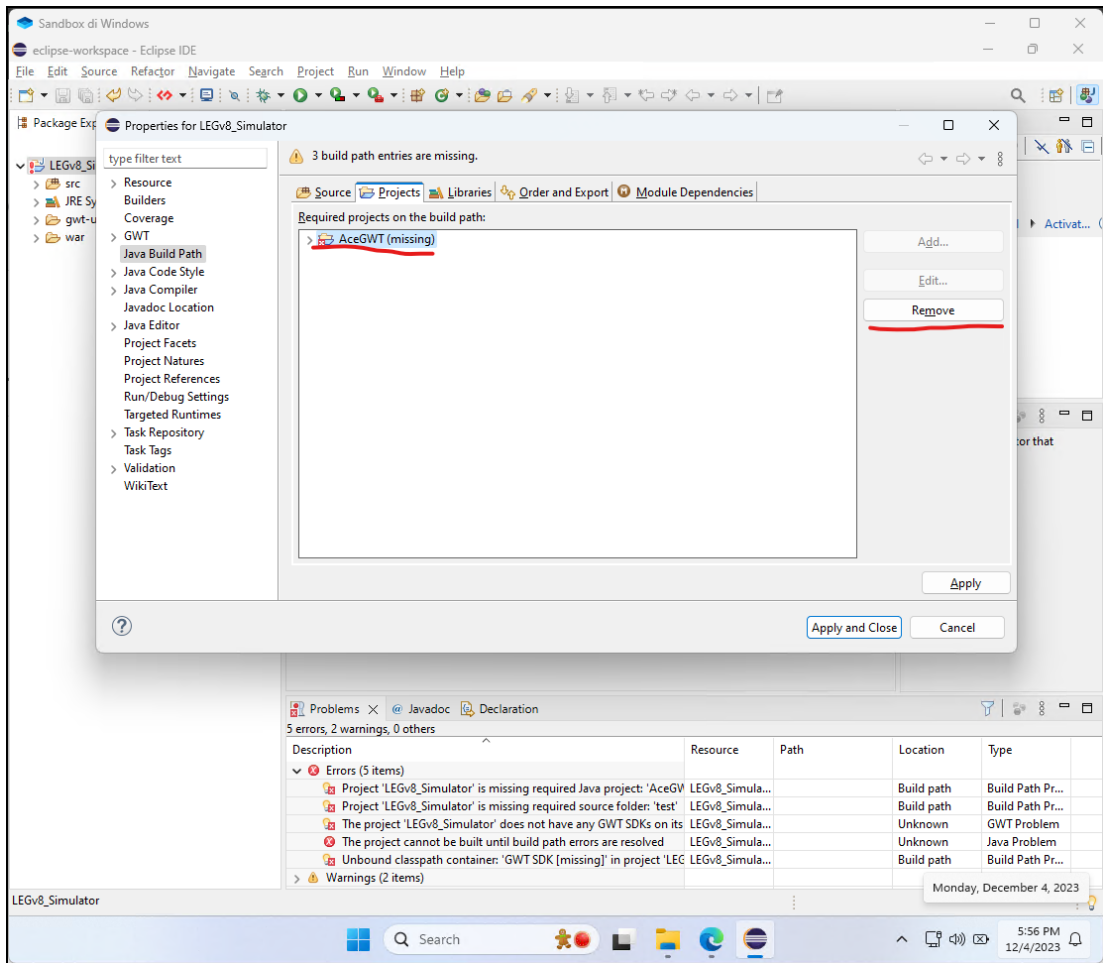 Sandbox di Windows
eclipse-workspace - Eclipse IDE
File Edit Source Refactor Navigate Search Project Run Window Help
Package Exp
Properties for LEGv8_Simulator
type filter text
3 build path entries are missing.
LEGv8_Si
src
JRE Sy
gwt-u
war
Resource
Builders
Coverage
GWT
Java Build Path
Java Code Style
Java Compiler
Javadoc Location
Java Editor
Project Facets
Project Natures
Project References
Run/Debug Settings
Targeted Runtimes
Task Repository
Task Tags
Validation
WikiText
Source Projects Libraries Order and Export Module Dependencies
Required projects on the build path:
AceGWT (missing)
Add...
Edit...
Remove
Activat...
tor that
Apply
Apply and Close Cancel
Problems Javadoc Declaration
5 errors, 2 warnings, 0 others
Description Resource Path Location Type
Errors (5 items)
Project 'LEGv8_Simulator' is missing required Java project: 'AceGW LEGv8_Simula... Build path Build Path Pr...
Project 'LEGv8_Simulator' is missing required source folder: 'test' LEGv8_Simula... Build path Build Path Pr...
The project 'LEGv8_Simulator' does not have any GWT SDKs on its LEGv8_Simula... Unknown GWT Problem
The project cannot be built until build path errors are resolved LEGv8_Simula... Unknown Java Problem
Unbound classpath container: 'GWT SDK [missing]' in project 'LEG LEGv8_Simula... Build path Build Path Pr...
Warnings (2 items)
Monday, December 4, 2023
LEGv8_Simulator
Search
5:56 PM
12/4/2023